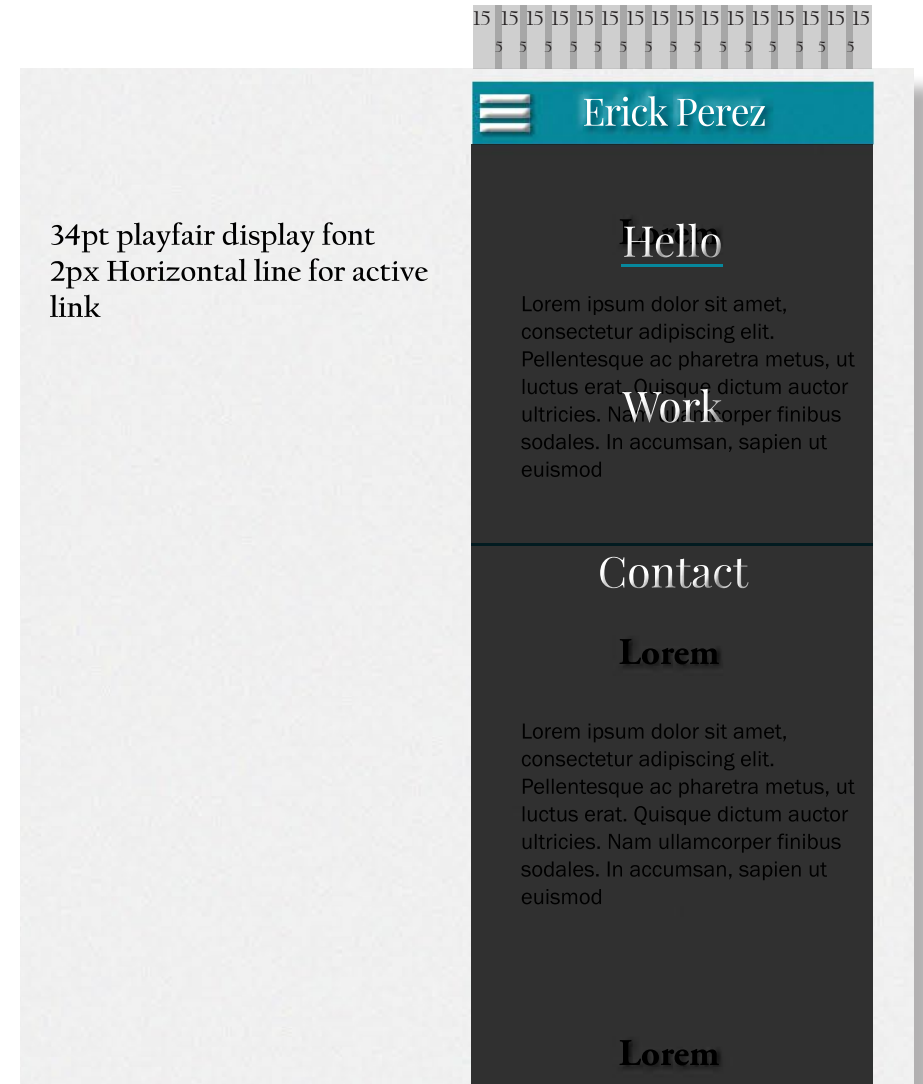 15 15 15 15 15 15 15 15 15 15 15 15 15 15 15 15
5 5 5 5 5 5 5 5 5 5 5 5 5 5 5
Erick Perez
34pt playfair display font
2px Horizontal line for active
link
Lorem
Hello
Lorem ipsum dolor sit amet,
consectetur adipiscing elit.
Pellentesque ac pharetra metus, ut
luctus erat. Quisque dictum auctor
Work
ultricies. Nam ullamcorper finibus
sodales. In accumsan, sapien ut
euismod
Contact
Lorem
Lorem ipsum dolor sit amet,
consectetur adipiscing elit.
Pellentesque ac pharetra metus, ut
luctus erat. Quisque dictum auctor
ultricies. Nam ullamcorper finibus
sodales. In accumsan, sapien ut
euismod
Lorem